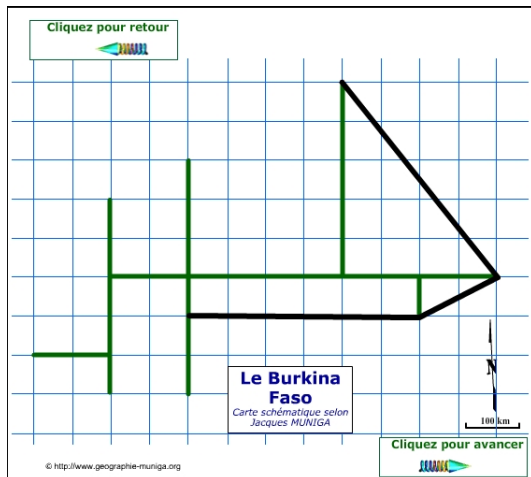 Cliquez pour retour
Le Burkina
Faso
Carte schématique selon
Jacques MUNIGA
N
100 km
Cliquez pour avancer
© http://www.geographie-muniga.org